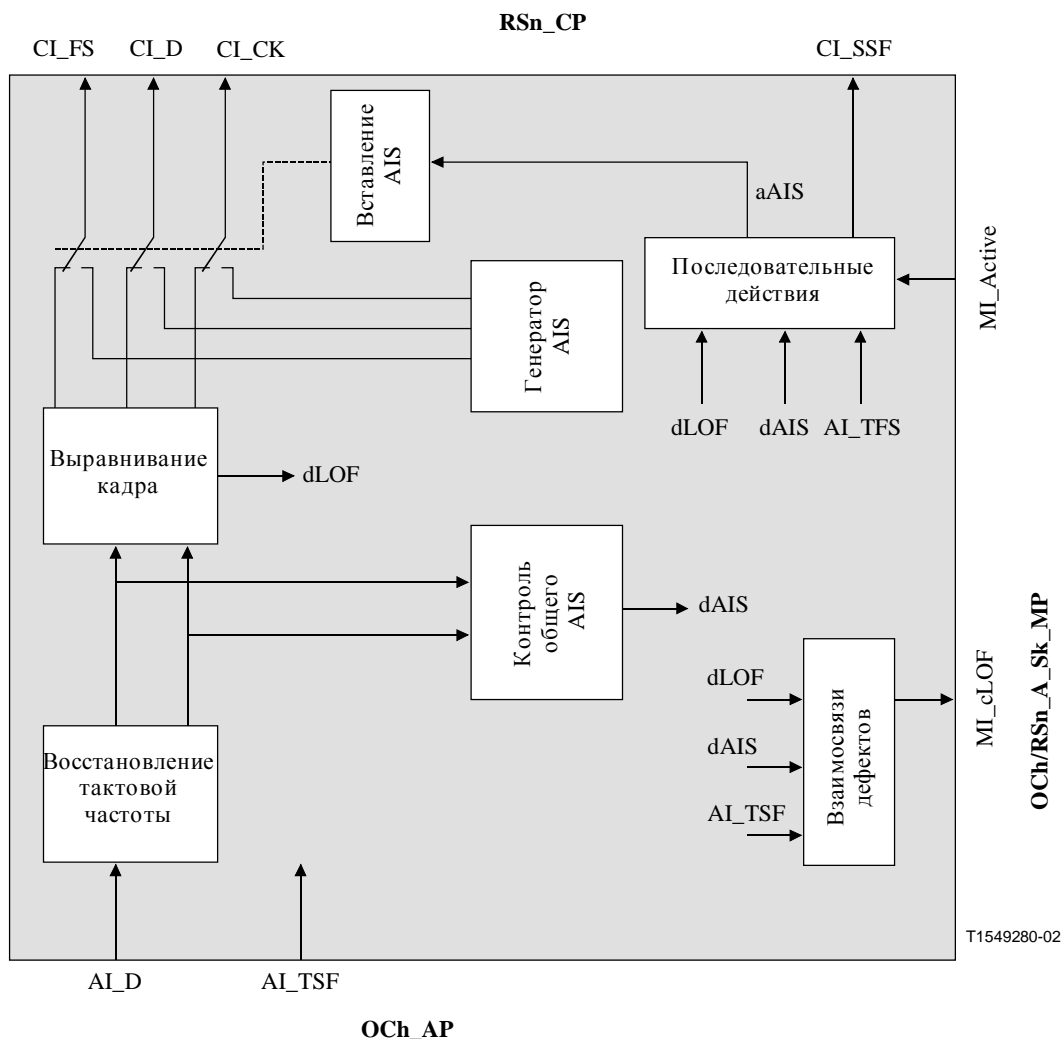 RSn_CP
CI_FS
CI_D
CI_CK
CI_SSF
Вставление
AIS
aAIS
Последовательные
действия
MI_Active
Генератор
AIS
dLOF
dAIS
AI_TFS
Выравнивание
кадра
dLOF
Контроль
общего
AIS
dAIS
dLOF
dAIS
AI_TSF
Взаимосвязи
дефектов
MI_cLOF
OCh/RSn_A_Sk_MP
Восстановление
тактовой
частоты
T1549280-02
AI_D
AI_TSF
OCh_AP